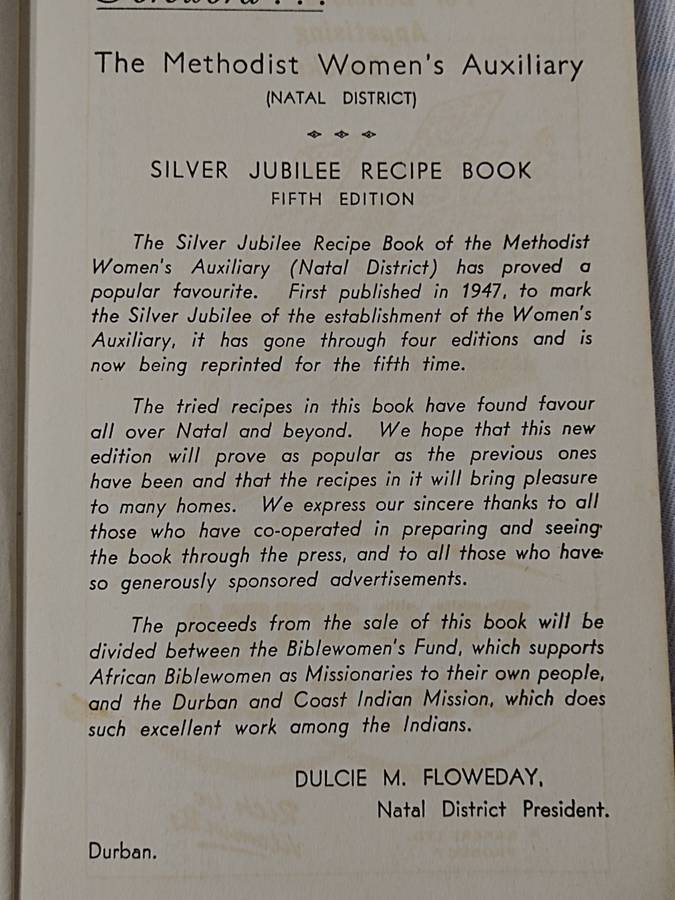 The Methodist Women's Auxiliary
(NATAL DISTRICT)
SILVER JUBILEE RECIPE BOOK
FIFTH EDITION
The Silver Jubilee Recipe Book of the Methodist
Women's Auxiliary (Natal District) has proved a
popular favourite. First published in 1947, to mark
the Silver Jubilee of the establishment of the Women's
Auxiliary, it has gone through four editions and is
now being reprinted for the fifth time.
The tried recipes in this book have found favour
all over Natal and beyond. We hope that this new
edition will prove as popular as the previous ones
have been and that the recipes in it will bring pleasure
to many homes. We express our sincere thanks to all
those who have co-operated in preparing and seeing
the book through the press, and to all those who have
so generously sponsored advertisements.
The proceeds from the sale of this book will be
divided between the Biblewomen's Fund, which supports
African Biblewomen as Missionaries to their own people,
and the Durban and Coast Indian Mission, which does
such excellent work among the Indians.
DULCIE M. FLOWEDAY,
Natal District President.
Durban.